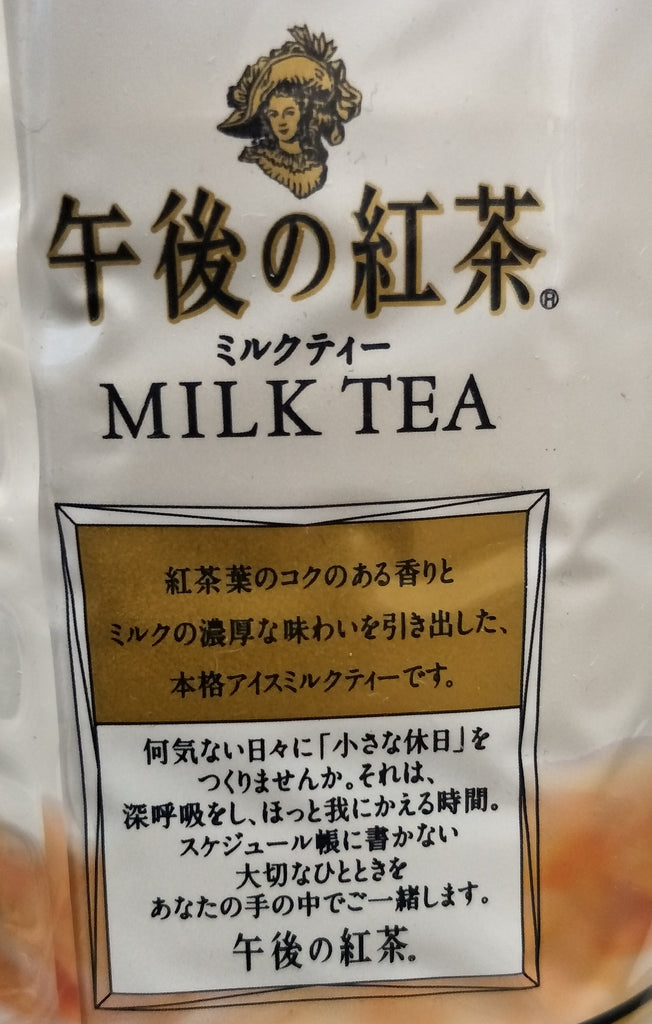 午後の紅茶®
ミルクティー
MILK TEA
紅茶葉のコクのある香りと
ミルクの濃厚な味わいを引き出した、
本格アイスミルクティーです。
何気ない日々に「小さな休日」を
つくりませんか。それは、
深呼吸をし、ほっと我にかえる時間。
スケジュール帳に書かない
大切なひとときを
あなたの手の中でご一緒します。
午後の紅茶。